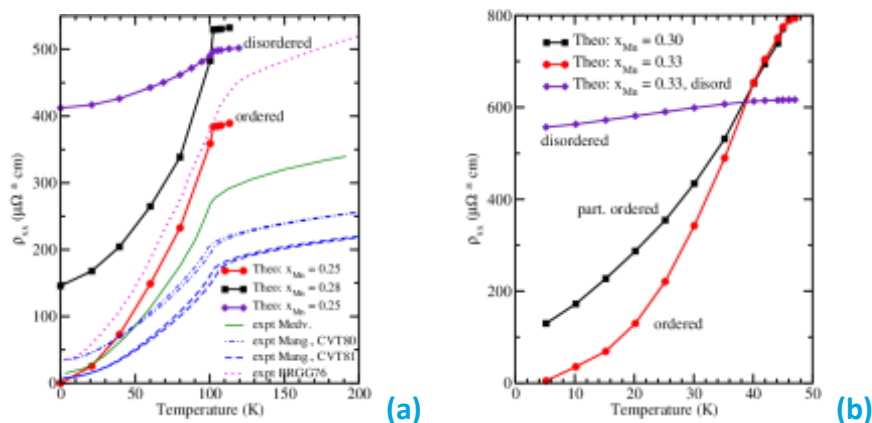 500
400
300
200
100
0
ρxx (μΩ * cm)
disordered
ordered
Theo: xMn = 0.25
Theo: xMn = 0.28
Theo: xMn = 0.25
expt Medv.
expt Mang., CVT80
expt Mang., CVT81
expt BRGG76
0 50 100 150 200
Temperature (K)
(a)
800
600
400
200
0
ρxx (μΩ * cm)
Theo: xMn = 0.30
Theo: xMn = 0.33
Theo: xMn = 0.33, disord
disordered
part. ordered
ordered
0 10 20 30 40 50
Temperature (K)
(b)